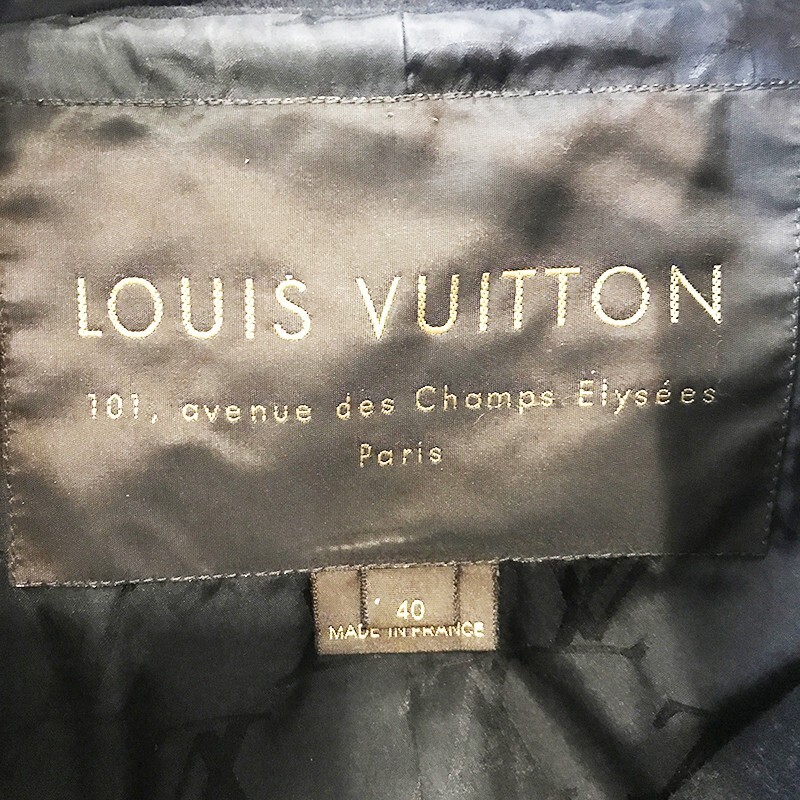 LOUIS VUITTON
101, avenue des Champs Elysées
Paris
40
MADE IN FRANCE